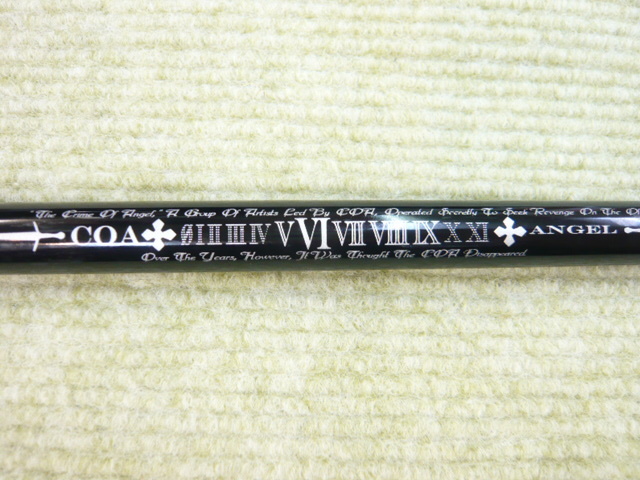 "The Crime Of Angel," A Group Of Artists Led By COA, Operated Secretly To Seek Revenge On The
COA I II III IV V VI VII VIII IX X XI ANGEL
Over The Years, However, It Was Thought The COA Disappeared